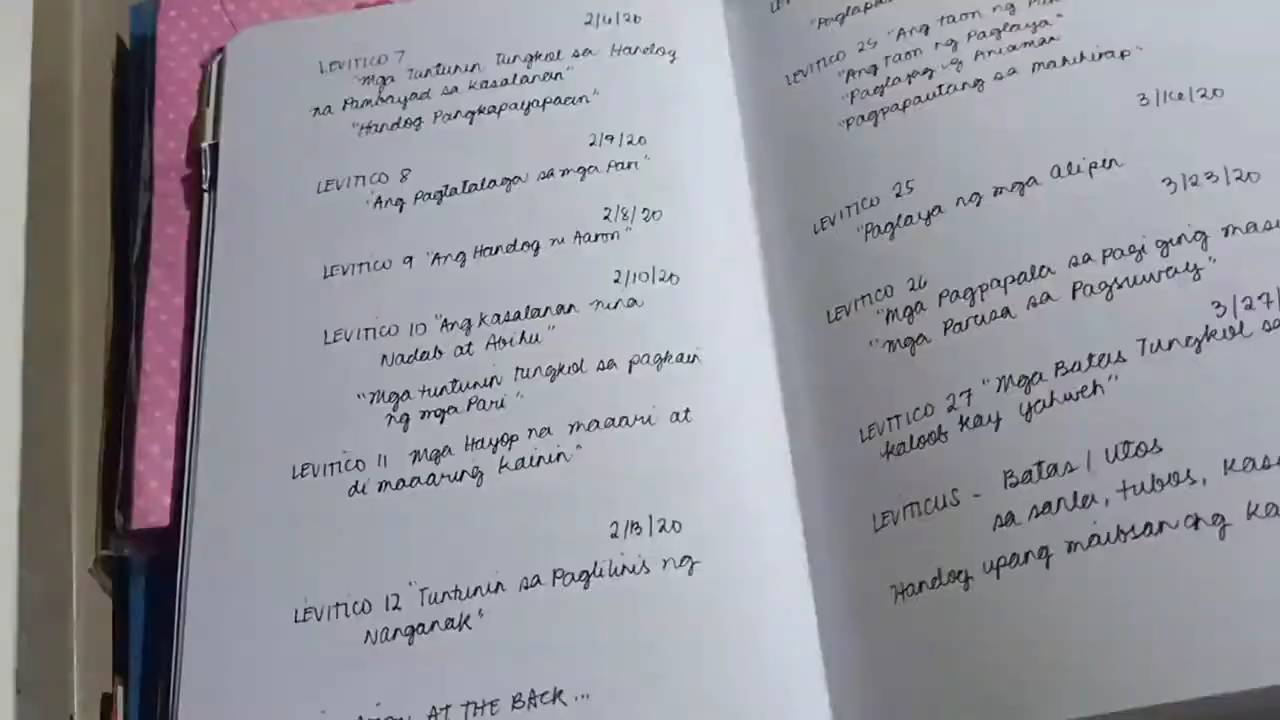 2/6/20
LEVITICO 7
"Mga Tuntunin Tungkol sa Handog
na Pambayad sa Kasalanan"
"Handog Pangkapayapaan"
2/9/20
LEVITICO 8
"Ang Pagtatalaga sa mga Pari"
2/8/20
LEVITICO 9 "Ang Handog ni Aaron"
2/10/20
LEVITICO 10 "Ang Kasalanan nina
Nadab at Abihu"
"Mga tuntunin tungkol sa pagkain
ng mga Pari"
LEVITICO 11 Mga Hayop na maaari at
di maaaring kainin"
2/13/20
LEVITICO 12 "Tuntunin sa Paglilinis ng
Nanganak"
AT THE BACK...
LEVITICO 25 "Ang taon ng
"Ang Taon ng Paglaya"
"Paglapag ng Ariarian
"Pagpapautang sa mahihirap"
3/16/20
LEVITICO 25
"Paglaya ng mga alipin
3/23/20
LEVITICO 26
"Mga Pagpapala sa pagiging
"Mga Parusa sa Pagsuway"
3/27/
LEVITICO 27 "Mga Batas Tungkol sa
kaloob kay Yahweh"
LEVITICUS - Batas / Utos
sa sanla, tubos,
Handog upang maibsan ang